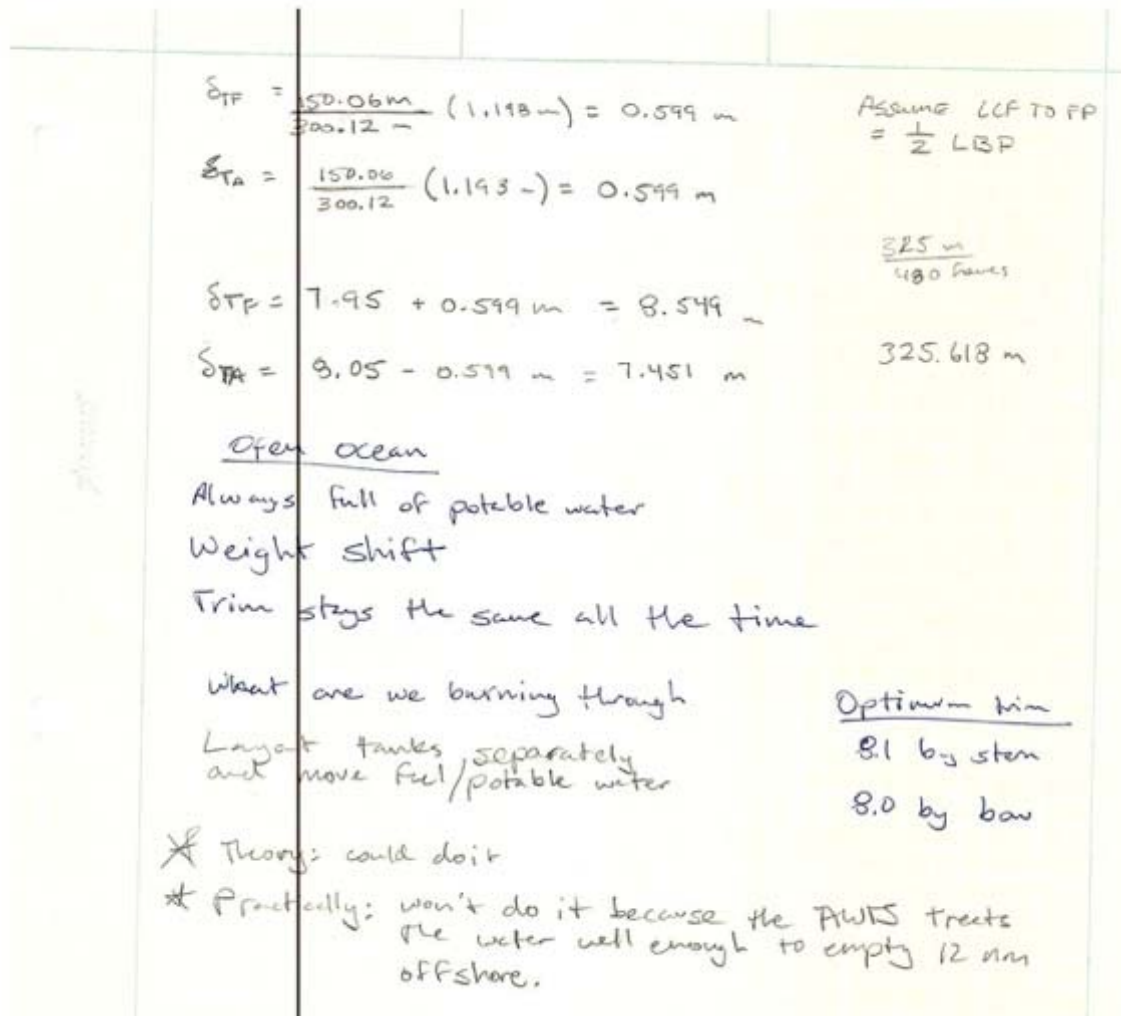 δTF = 150.06m / 300.12 m (1.198 m) = 0.599 m
Assume LCF TO FP
= 1/2 LBP
δTA = 150.06 / 300.12 (1.193 m) = 0.599 m
325 m / 480
δTF = 7.95 + 0.599 m = 8.549 m
325.618 m
δTA = 8.05 - 0.599 m = 7.451 m
Open ocean
Always full of potable water
Weight shift
Trim stays the same all the time
What are we burning through
Optimum trim
Layout tanks separately
8.1 by stern
and move fuel/potable water
8.0 by bow
* Theory: could do it
* Practically: won't do it because the AWTS treats
the water well enough to empty 12 nm
offshore.